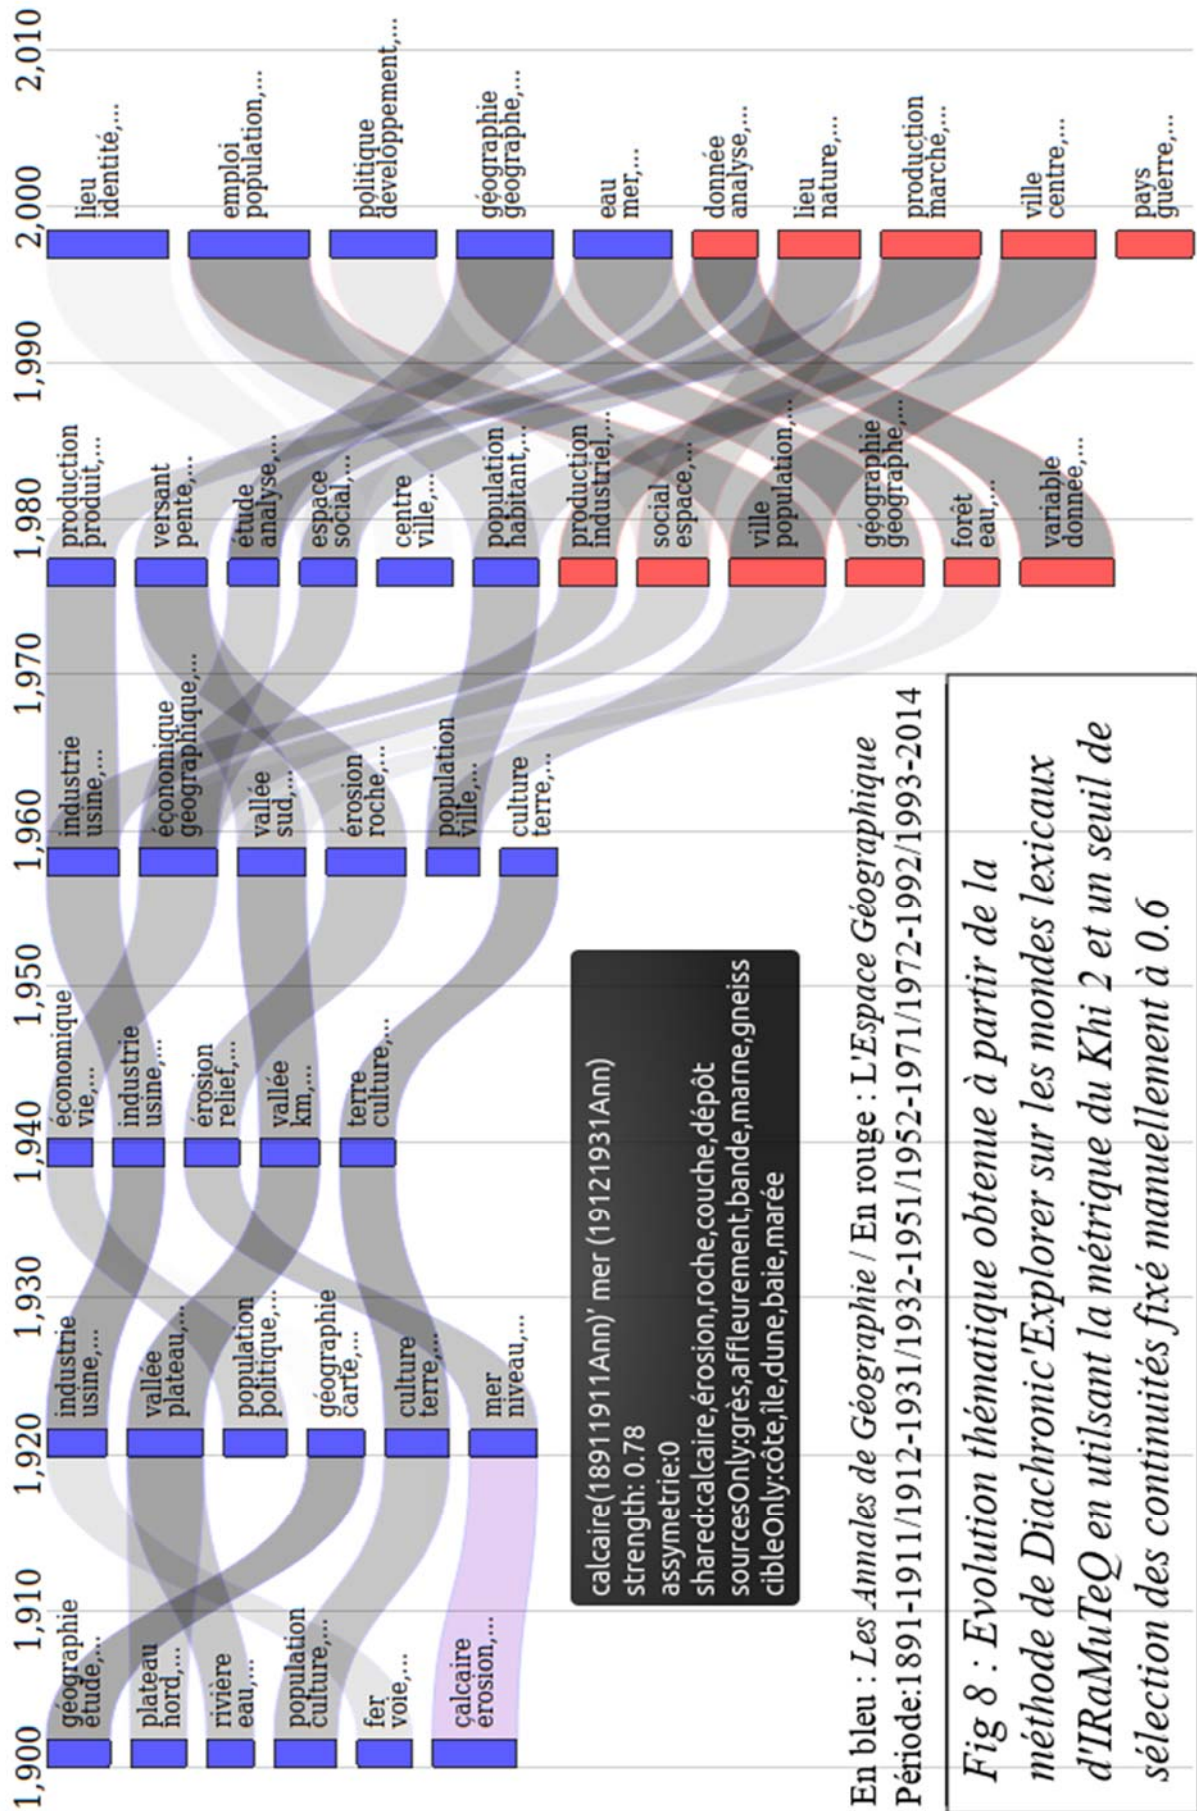 1,900 1,910 1,920 1,930 1,940 1,950 1,960 1,970 1,980 1,990 2,000 2,010
géographie
étude,...
plateau
nord,...
rivière
eau,...
population
culture,...
fer
voie,...
calcaire
érosion,...
industrie
usine,...
vallée
plateau,...
population
politique,...
géographie
carte,...
culture
terre,...
mer
niveau,...
économique
vie,...
industrie
usine,...
érosion
relief,...
vallée
km,...
terre
culture,...
industrie
usine,...
économique
géographique,...
vallée
sud,...
érosion
roche,...
population
ville,...
culture
terre,...
production
produit,...
versant
pente,...
étude
analyse,...
espace
social,...
centre
ville,...
population
habitant,...
production
industriel,...
social
espace,...
ville
population,...
géographie
géographe,...
forêt
eau,...
variable
donnée,...
lieu
identité,...
emploi
population,...
politique
développement,...
géographie
géographe,...
eau
mer,...
donnée
analyse,...
lieu
nature,...
production
marché,...
ville
centre,...
pays
guerre,...
calcaire(18911911Ann)' mer (19121931Ann)
strength: 0.78
assymetrie:0
shared:calcaire,érosion,roche,couche,dépôt
sourcesOnly:grès,affleurement,bande,marne,gneiss
cibleOnly:côte,île,dune,baie,marée
En bleu : Les Annales de Géographie / En rouge : L'Espace Géographique
Période:1891-1911/1912-1931/1932-1951/1952-1971/1972-1992/1993-2014
Fig 8 : Evolution thématique obtenue à partir de la
méthode de Diachronic'Explorer sur les mondes lexicaux
d'IRaMuTeQ en utilsant la métrique du Khi 2 et un seuil de
sélection des continuités fixé manuellement à 0.6